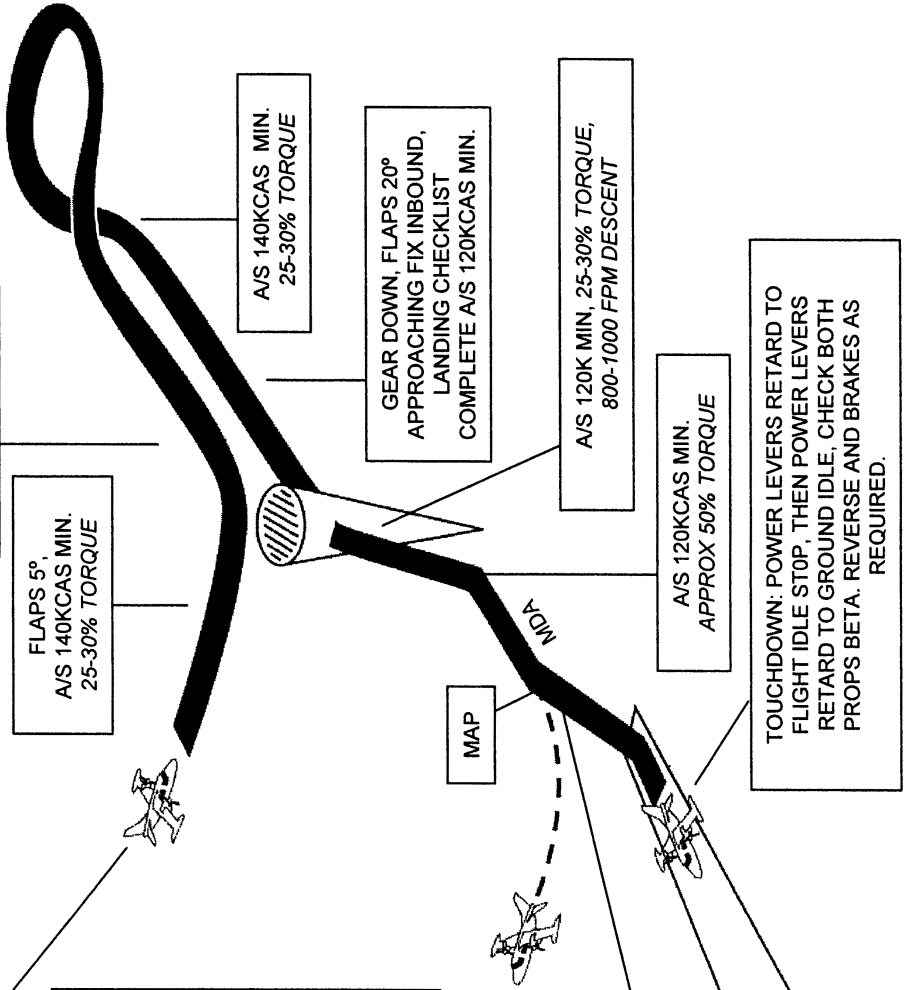 FLAPS 5º,
A/S 140KCAS MIN.
25-30% TORQUE
A/S 140KCAS MIN.
25-30% TORQUE
GEAR DOWN, FLAPS 20º
APPROACHING FIX INBOUND,
LANDING CHECKLIST
COMPLETE A/S 120KCAS MIN.
A/S 120K MIN, 25-30% TORQUE,
800-1000 FPM DESCENT
A/S 120KCAS MIN.
APPROX 50% TORQUE
MDA
MAP
TOUCHDOWN: POWER LEVERS RETARD TO
FLIGHT IDLE STOP, THEN POWER LEVERS
RETARD TO GROUND IDLE, CHECK BOTH
PROPS BETA. REVERSE AND BRAKES AS
REQUIRED.